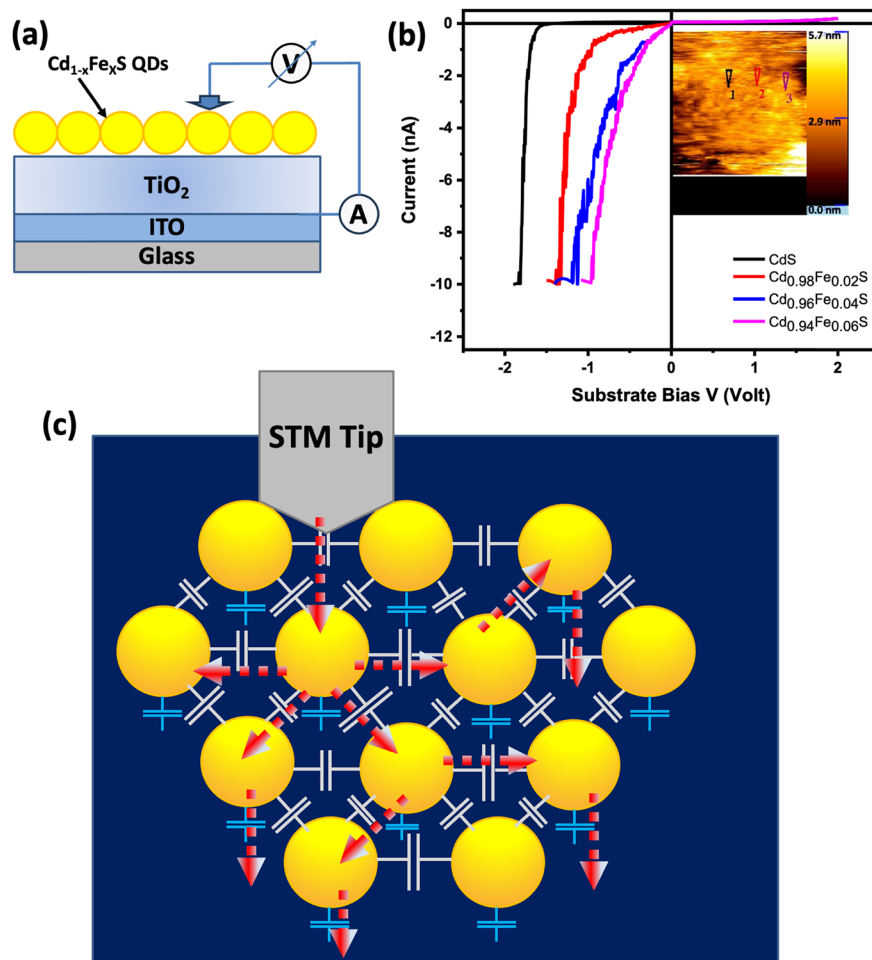 (a)
Cd1-xFexS QDs
V
TiO2
A
ITO
Glass
(b)
0
-2
-4
-6
-8
-10
-12
Current (nA)
-2
-1
0
1
2
Substrate Bias V (Volt)
5.7 nm
2.9 nm
0.0 nm
1
2
3
CdS
Cd0.98Fe0.02S
Cd0.96Fe0.04S
Cd0.94Fe0.06S
(c)
STM Tip